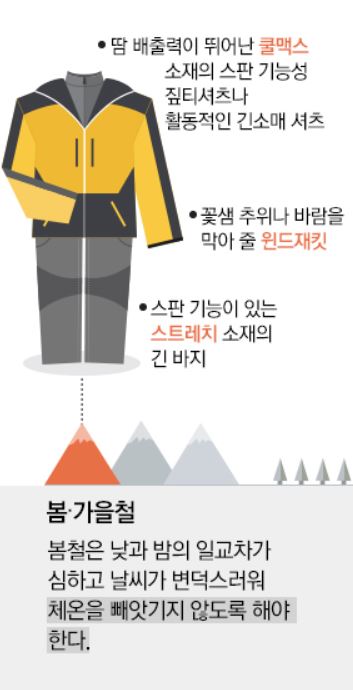 • 땀 배출력이 뛰어난 쿨맥스
소재의 스판 기능성
짚티셔츠나
활동적인 긴소매 셔츠
• 꽃샘 추위나 바람을
막아 줄 윈드재킷
• 스판 기능이 있는
스트레치 소재의
긴 바지
봄·가을철
봄철은 낮과 밤의 일교차가
심하고 날씨가 변덕스러워
체온을 빼앗기지 않도록 해야
한다.